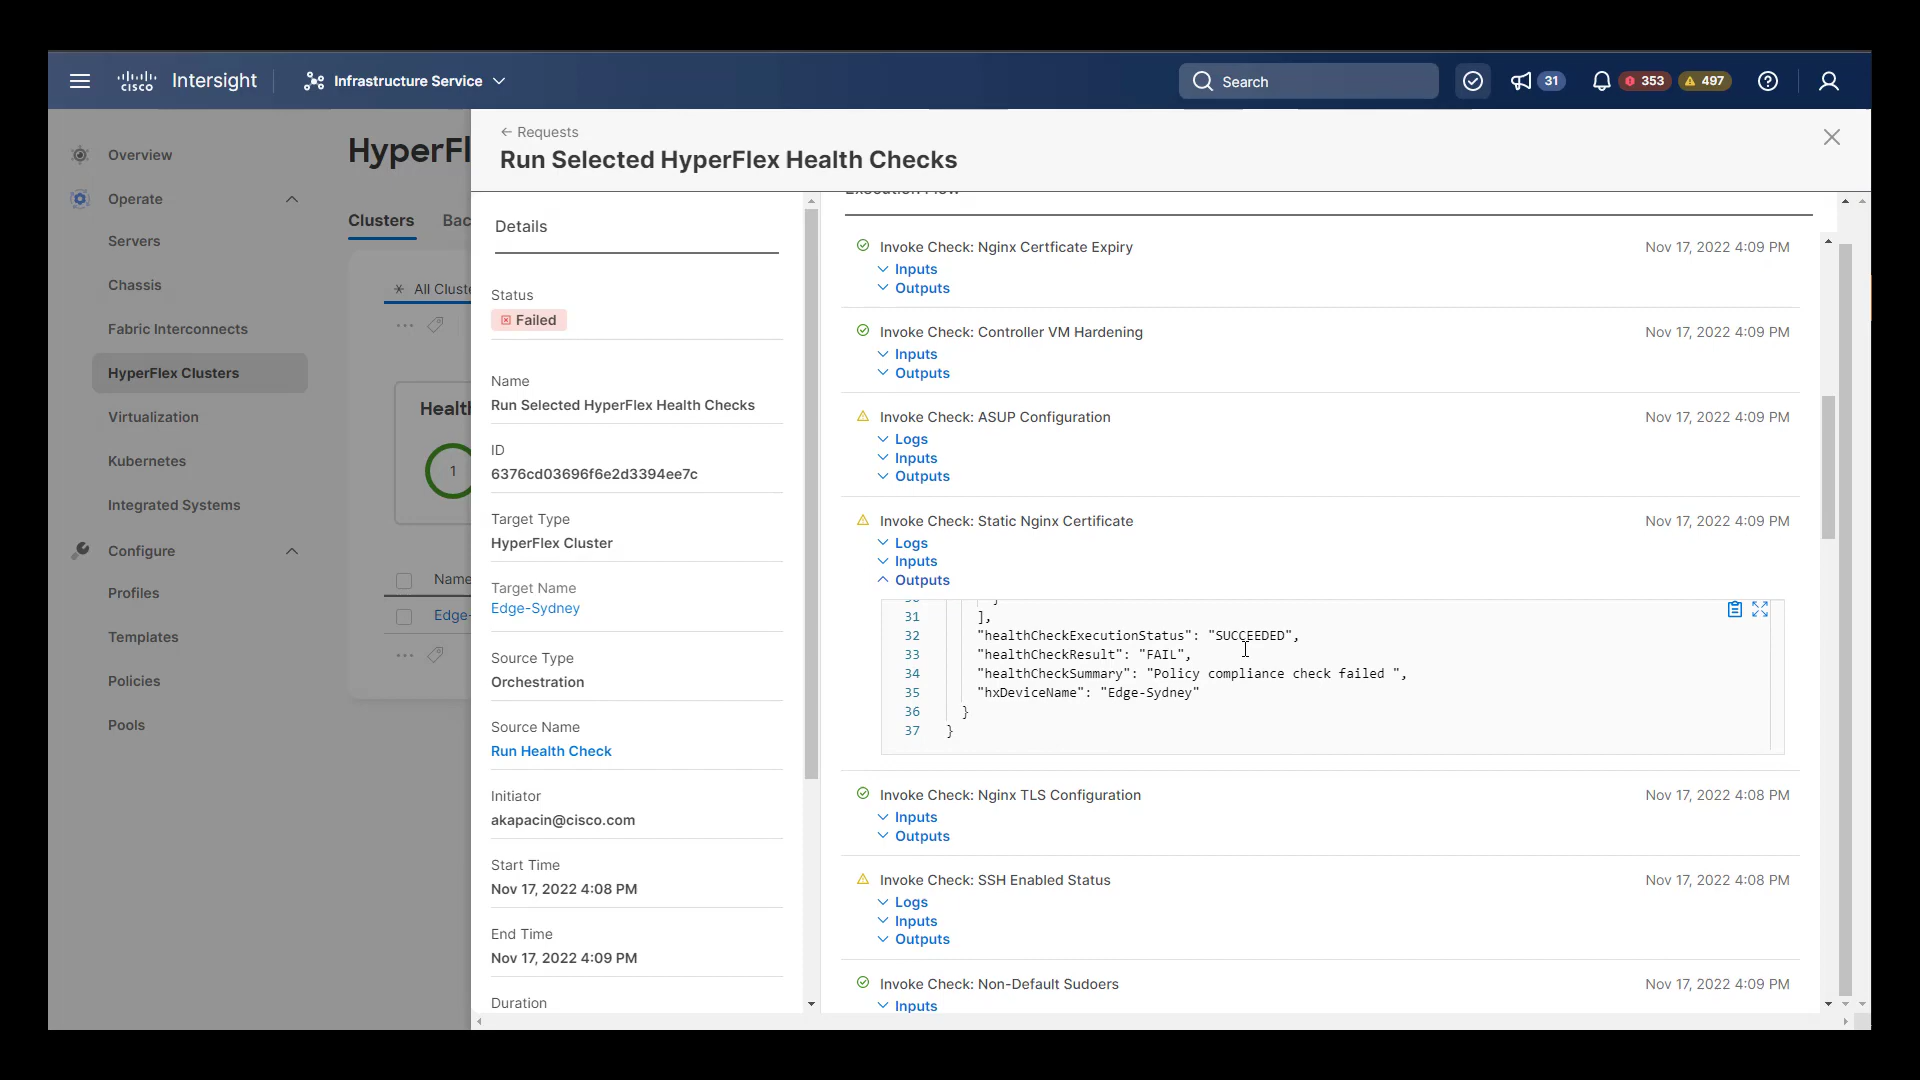 cisco
Intersight
Infrastructure Service
Search
31
353
497
Overview
Operate
Servers
Chassis
Fabric Interconnects
HyperFlex Clusters
Virtualization
Kubernetes
Integrated Systems
Configure
Profiles
Templates
Policies
Pools
HyperFl
Clusters
Bac
All Cluste
Healt
1
Name
Edge-
← Requests
Run Selected HyperFlex Health Checks
Details
Status
Failed
Name
Run Selected HyperFlex Health Checks
ID
6376cd03696f6e2d3394ee7c
Target Type
HyperFlex Cluster
Target Name
Edge-Sydney
Source Type
Orchestration
Source Name
Run Health Check
Initiator
akapacin@cisco.com
Start Time
Nov 17, 2022 4:08 PM
End Time
Nov 17, 2022 4:09 PM
Duration
Execution Flow
Invoke Check: Nginx Certficate Expiry Nov 17, 2022 4:09 PM
Inputs
Outputs
Invoke Check: Controller VM Hardening Nov 17, 2022 4:09 PM
Inputs
Outputs
Invoke Check: ASUP Configuration Nov 17, 2022 4:09 PM
Logs
Inputs
Outputs
Invoke Check: Static Nginx Certificate Nov 17, 2022 4:09 PM
Logs
Inputs
Outputs
30 }
31 ],
32 "healthCheckExecutionStatus": "SUCCEEDED",
33 "healthCheckResult": "FAIL",
34 "healthCheckSummary": "Policy compliance check failed ",
35 "hxDeviceName": "Edge-Sydney"
36 }
37 }
Invoke Check: Nginx TLS Configuration Nov 17, 2022 4:08 PM
Inputs
Outputs
Invoke Check: SSH Enabled Status Nov 17, 2022 4:08 PM
Logs
Inputs
Outputs
Invoke Check: Non-Default Sudoers Nov 17, 2022 4:09 PM
Inputs